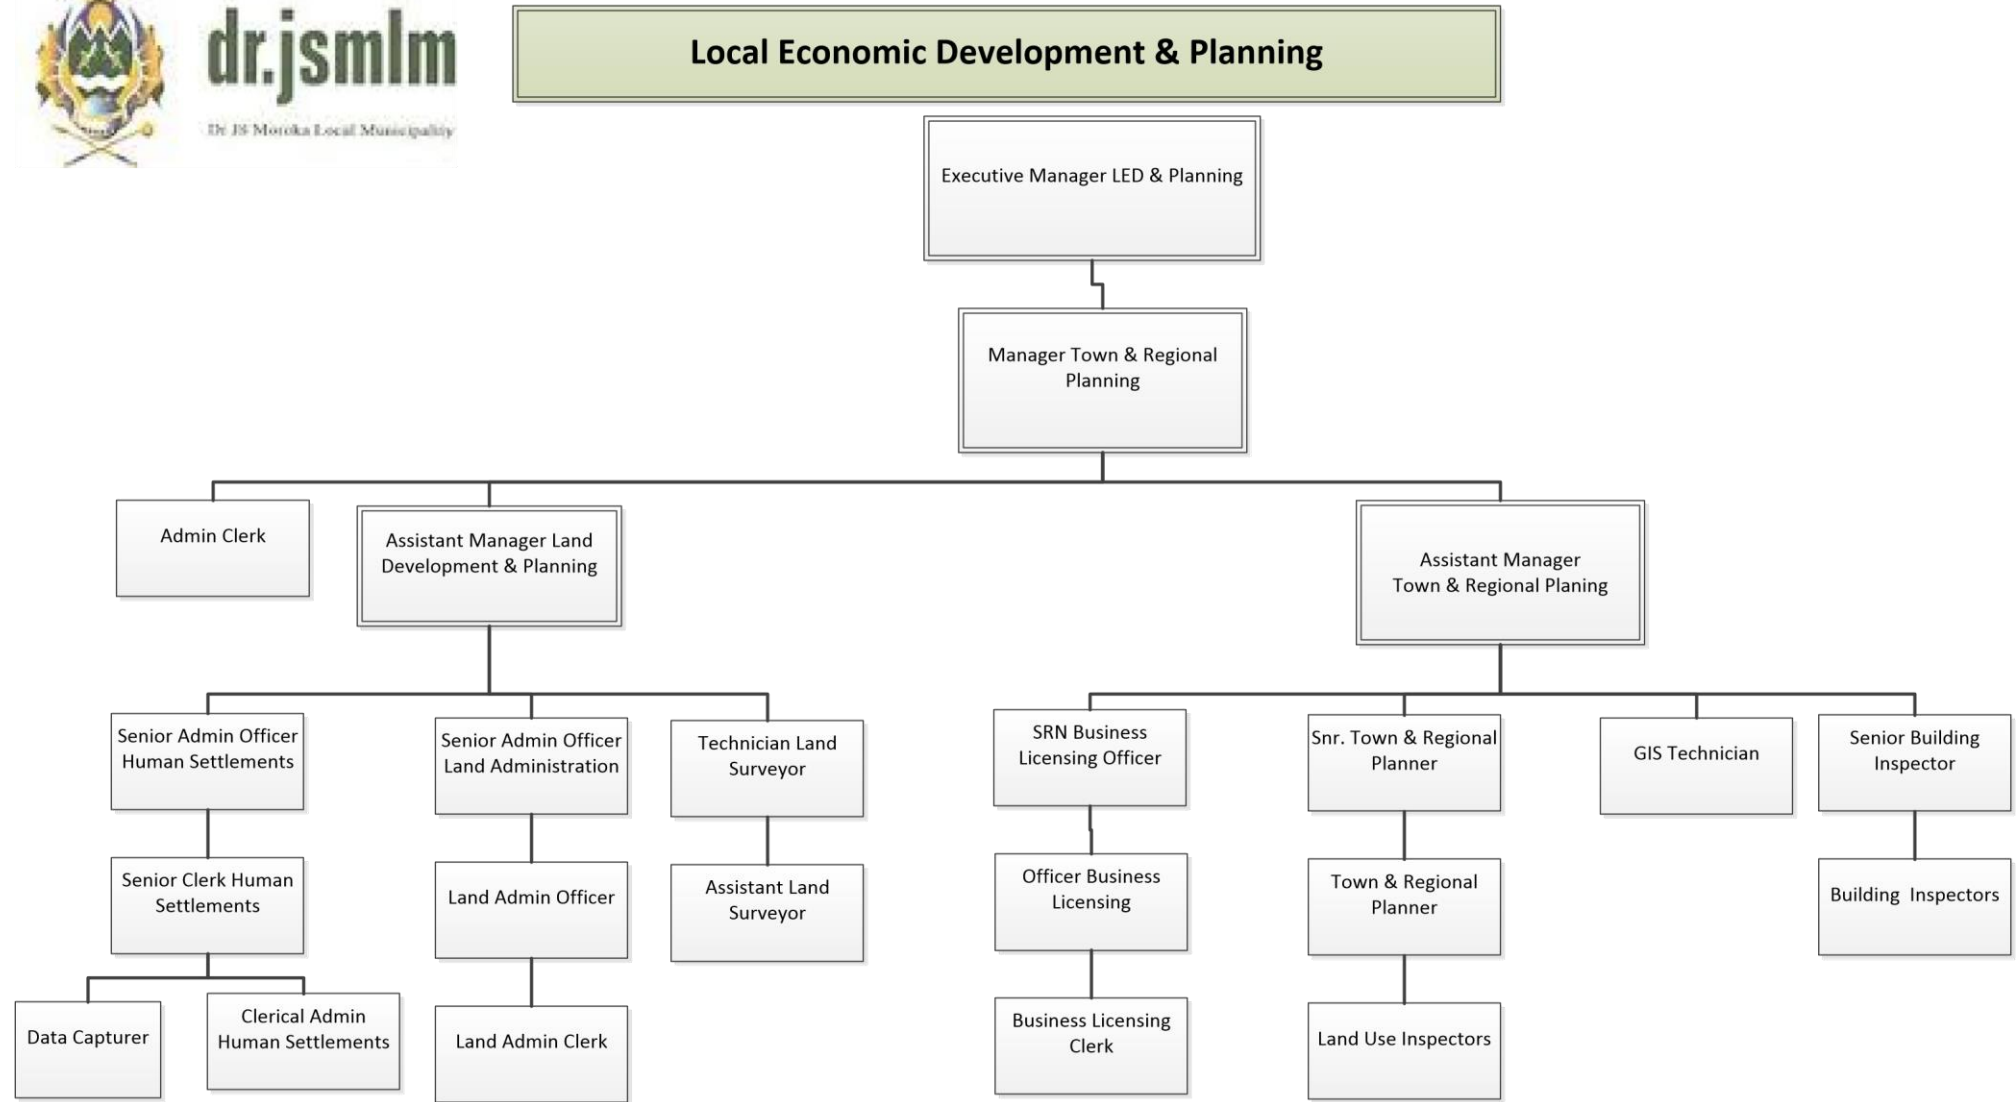 dr.jsmlm
Dr JS Moroka Local Municipality
Local Economic Development & Planning
Executive Manager LED & Planning
Manager Town & Regional
Planning
Admin Clerk
Assistant Manager Land
Development & Planning
Assistant Manager
Town & Regional Planing
Senior Admin Officer
Human Settlements
Senior Admin Officer
Land Administration
Technician Land
Surveyor
SRN Business
Licensing Officer
Snr. Town & Regional
Planner
GIS Technician
Senior Building
Inspector
Senior Clerk Human
Settlements
Land Admin Officer
Assistant Land
Surveyor
Officer Business
Licensing
Town & Regional
Planner
Building  Inspectors
Data Capturer
Clerical Admin
Human Settlements
Land Admin Clerk
Business Licensing
Clerk
Land Use Inspectors